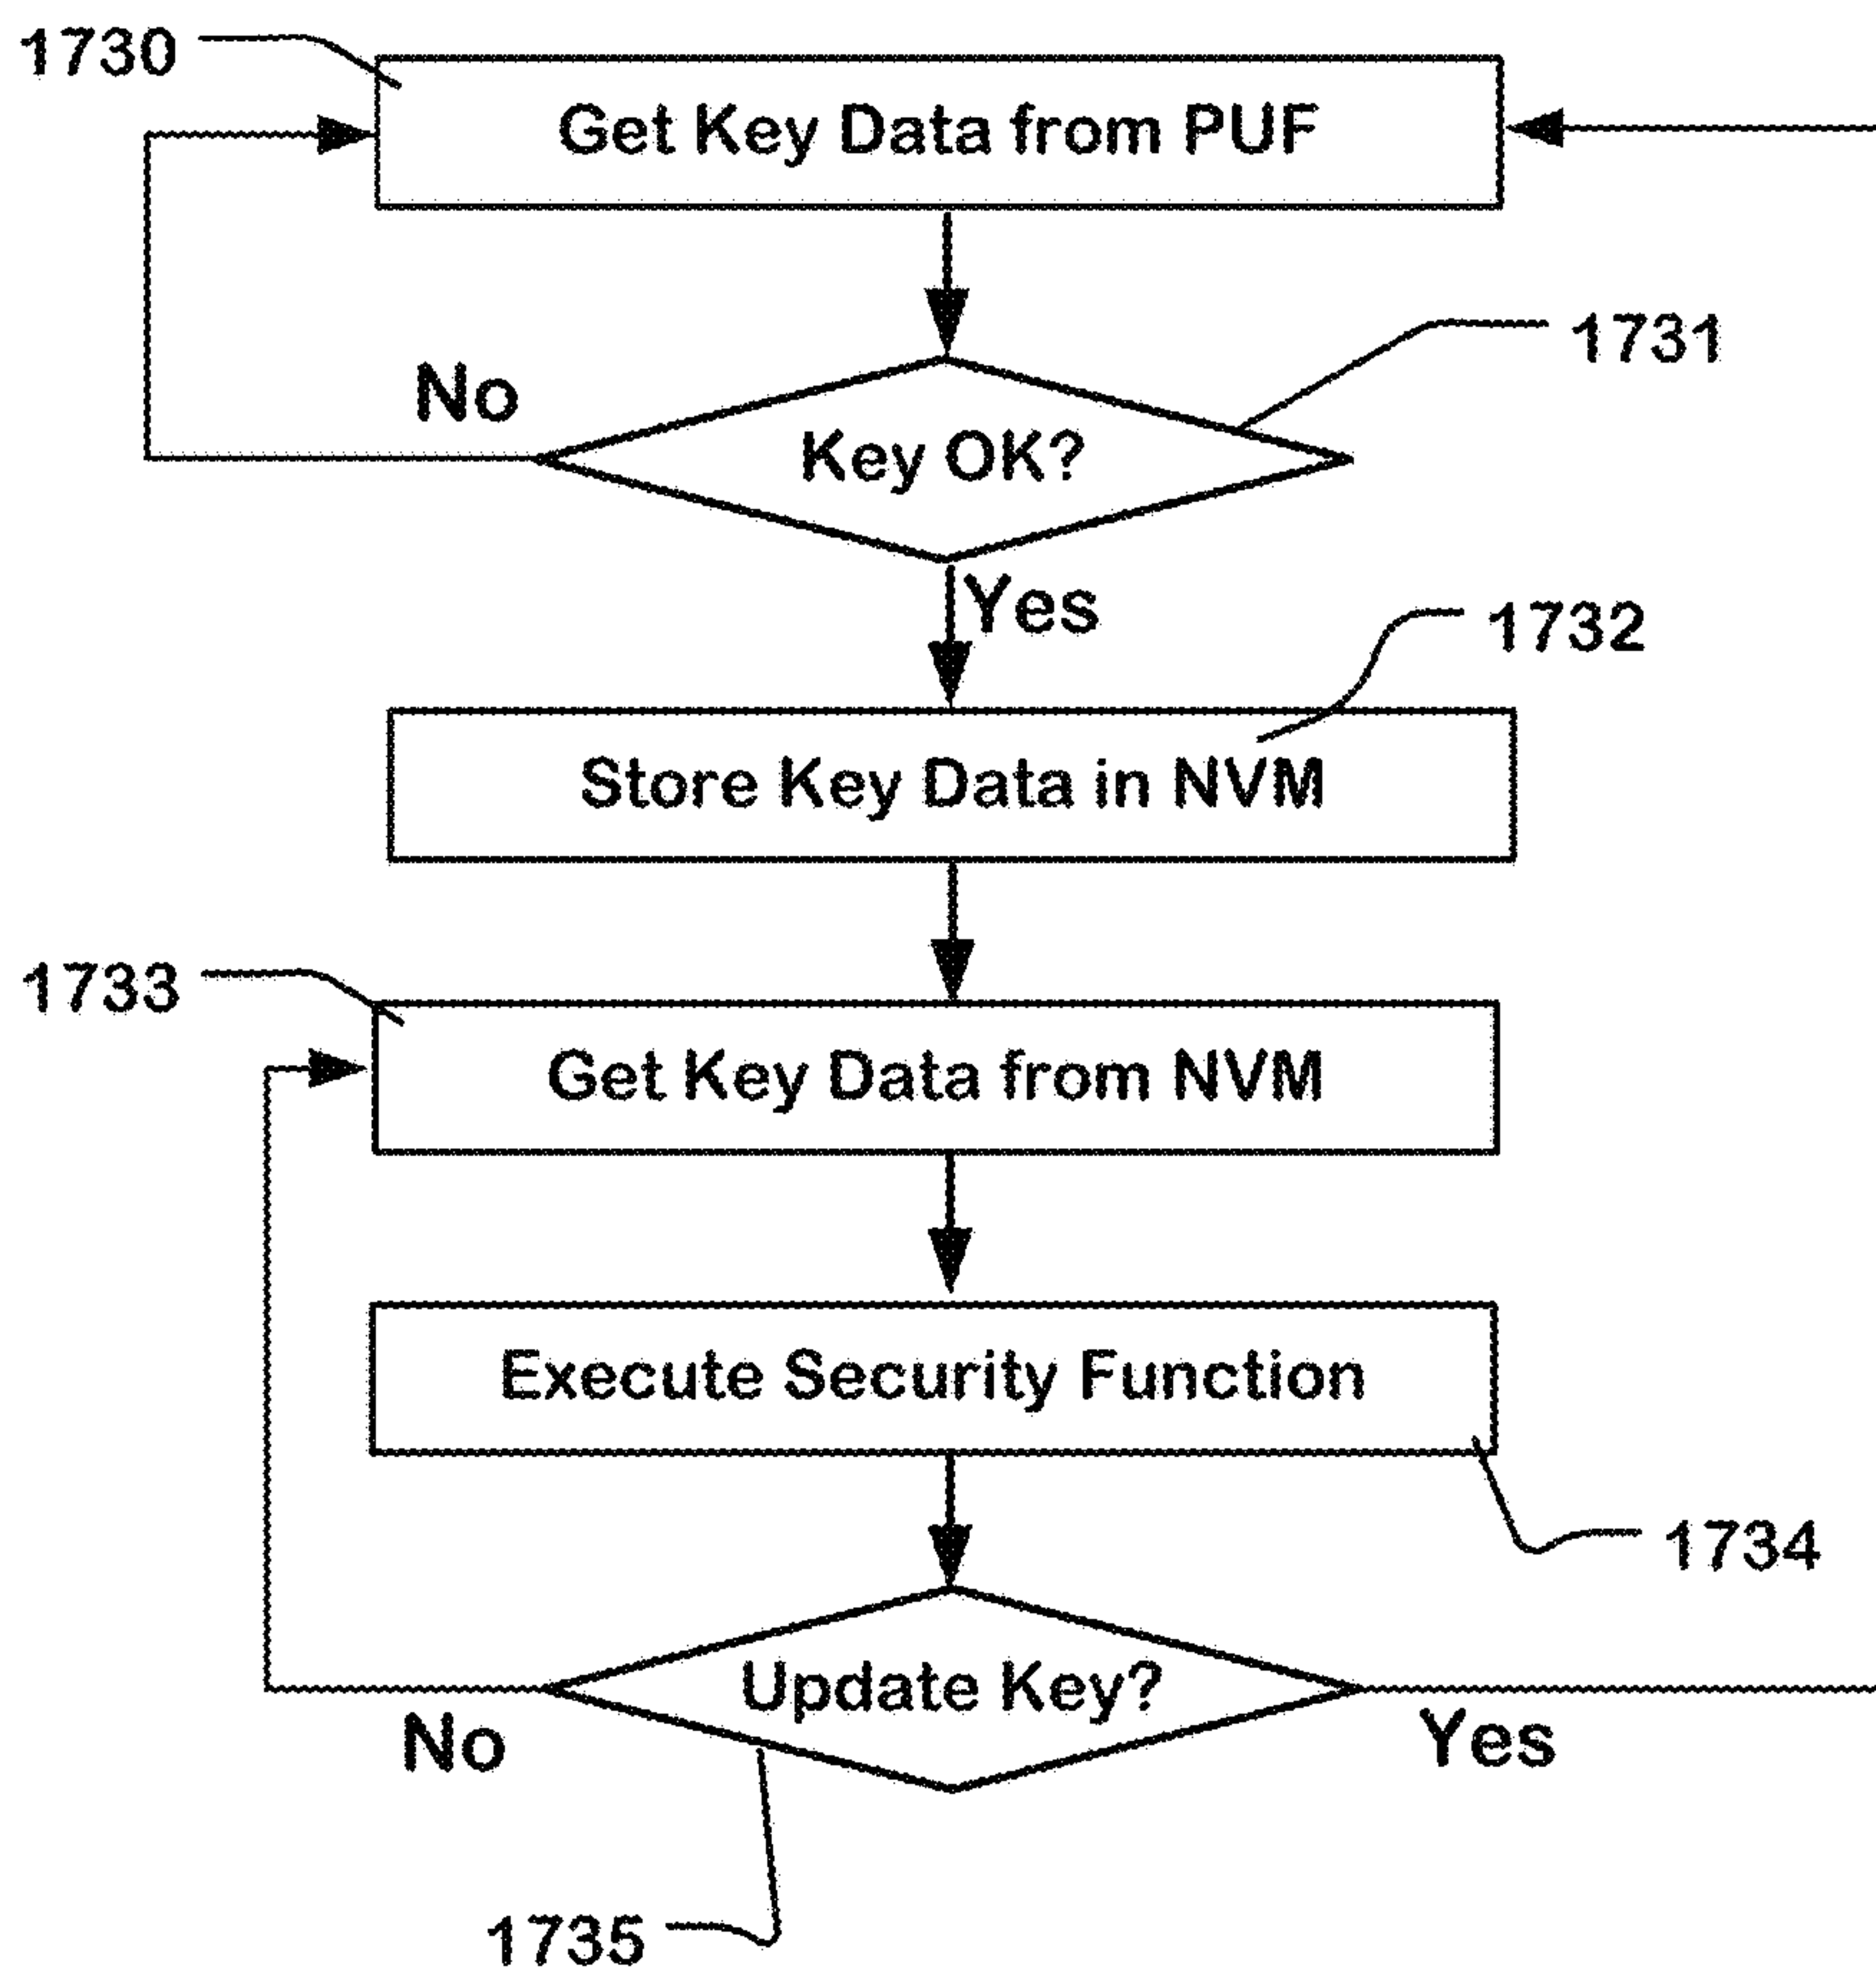 1730
Get Key Data from PUF
1731
No
Key OK?
Yes
1732
Store Key Data in NVM
1733
Get Key Data from NVM
Execute Security Function
1734
Update Key?
No
Yes
1735